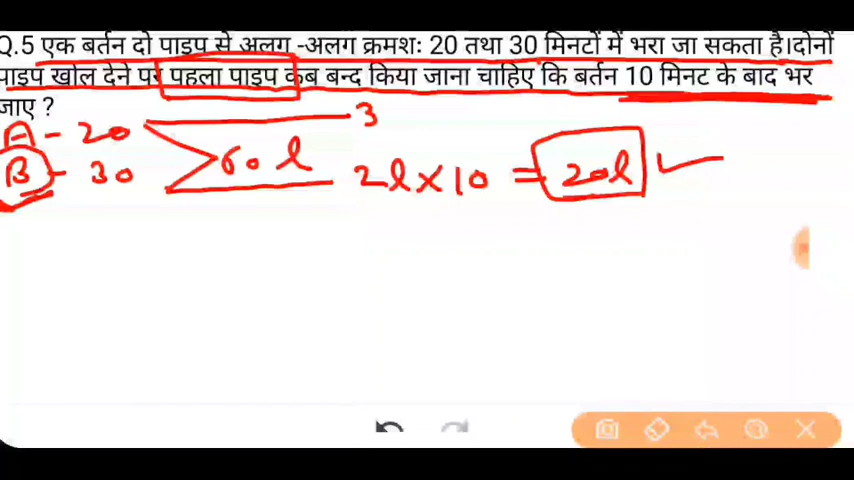 Q.5 एक बर्तन दो पाइप से अलग -अलग क्रमशः 20 तथा 30 मिनटों में भरा जा सकता है।दोनों
पाइप खोल देने पर पहला पाइप कब बन्द किया जाना चाहिए कि बर्तन 10 मिनट के बाद भर
जाए ?
A - 20 3
B - 30 60 l 2l × 10 = 20l ✓